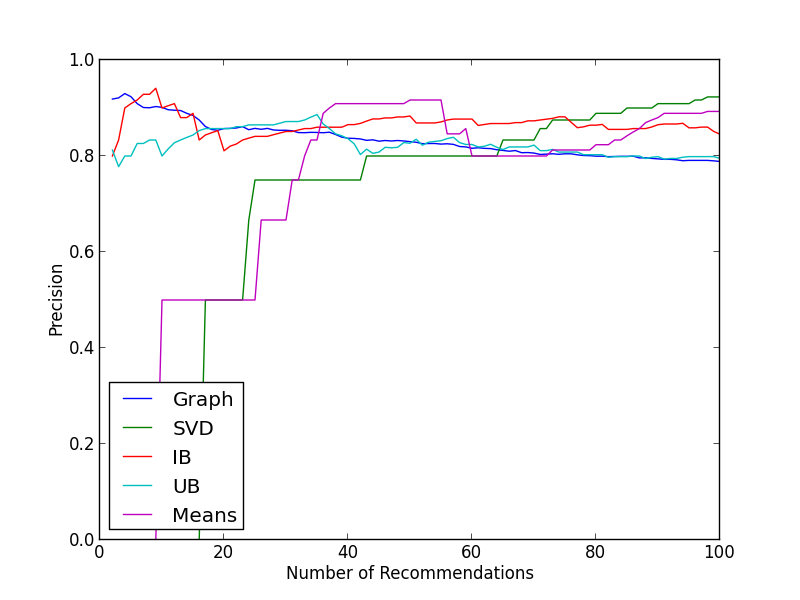 1.0
0.8
0.6
0.4
0.2
0.0
Precision
Graph
SVD
IB
UB
Means
0 20 40 60 80 100
Number of Recommendations